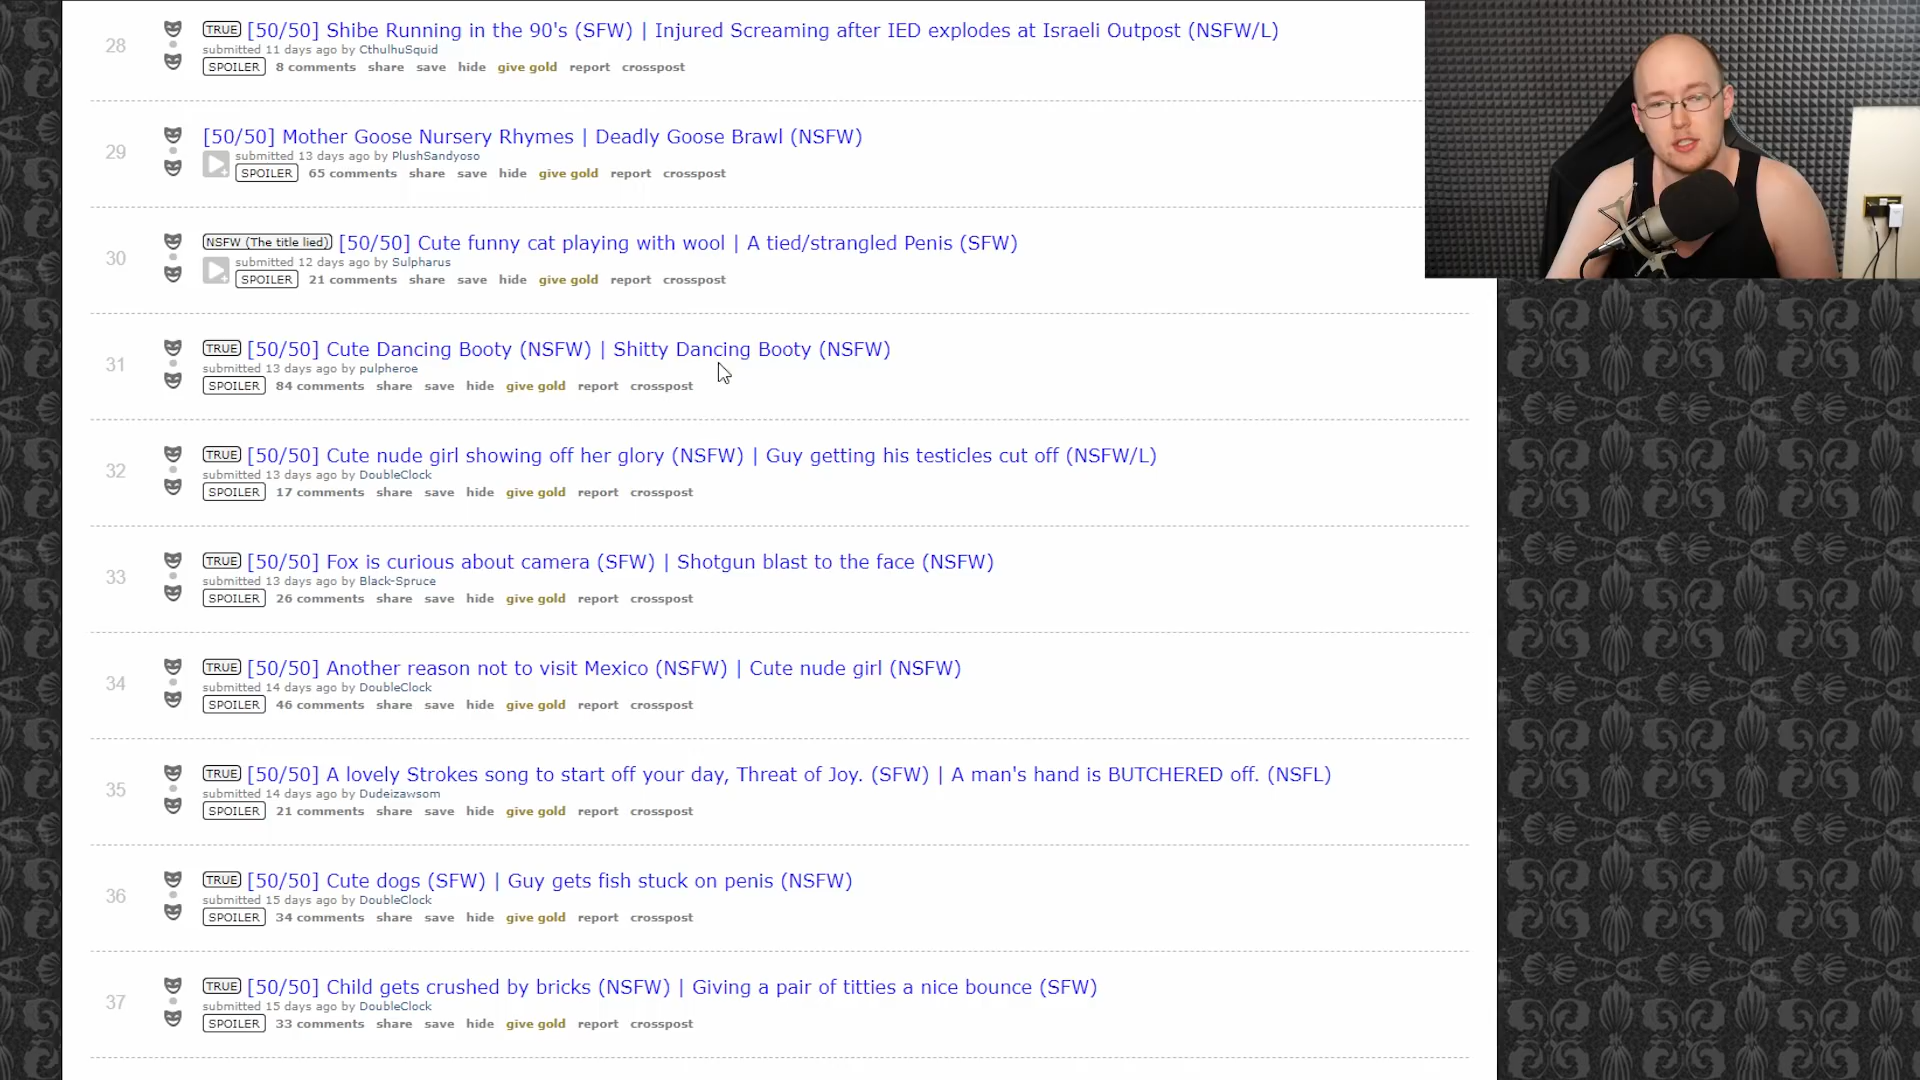 28
TRUE [50/50] Shibe Running in the 90's (SFW) | Injured Screaming after IED explodes at Israeli Outpost (NSFW/L)
submitted 11 days ago by CthulhuSquid
SPOILER 8 comments share save hide give gold report crosspost
29
[50/50] Mother Goose Nursery Rhymes | Deadly Goose Brawl (NSFW)
submitted 13 days ago by PlushSandyoso
SPOILER 65 comments share save hide give gold report crosspost
30
NSFW (The title lied) [50/50] Cute funny cat playing with wool | A tied/strangled Penis (SFW)
submitted 12 days ago by Sulpharus
SPOILER 21 comments share save hide give gold report crosspost
31
TRUE [50/50] Cute Dancing Booty (NSFW) | Shitty Dancing Booty (NSFW)
submitted 13 days ago by pulpheroe
SPOILER 84 comments share save hide give gold report crosspost
32
TRUE [50/50] Cute nude girl showing off her glory (NSFW) | Guy getting his testicles cut off (NSFW/L)
submitted 13 days ago by DoubleClock
SPOILER 17 comments share save hide give gold report crosspost
33
TRUE [50/50] Fox is curious about camera (SFW) | Shotgun blast to the face (NSFW)
submitted 13 days ago by Black-Spruce
SPOILER 26 comments share save hide give gold report crosspost
34
TRUE [50/50] Another reason not to visit Mexico (NSFW) | Cute nude girl (NSFW)
submitted 14 days ago by DoubleClock
SPOILER 46 comments share save hide give gold report crosspost
35
TRUE [50/50] A lovely Strokes song to start off your day, Threat of Joy. (SFW) | A man's hand is BUTCHERED off. (NSFL)
submitted 14 days ago by Dudeizawsom
SPOILER 21 comments share save hide give gold report crosspost
36
TRUE [50/50] Cute dogs (SFW) | Guy gets fish stuck on penis (NSFW)
submitted 15 days ago by DoubleClock
SPOILER 34 comments share save hide give gold report crosspost
37
TRUE [50/50] Child gets crushed by bricks (NSFW) | Giving a pair of titties a nice bounce (SFW)
submitted 15 days ago by DoubleClock
SPOILER 33 comments share save hide give gold report crosspost